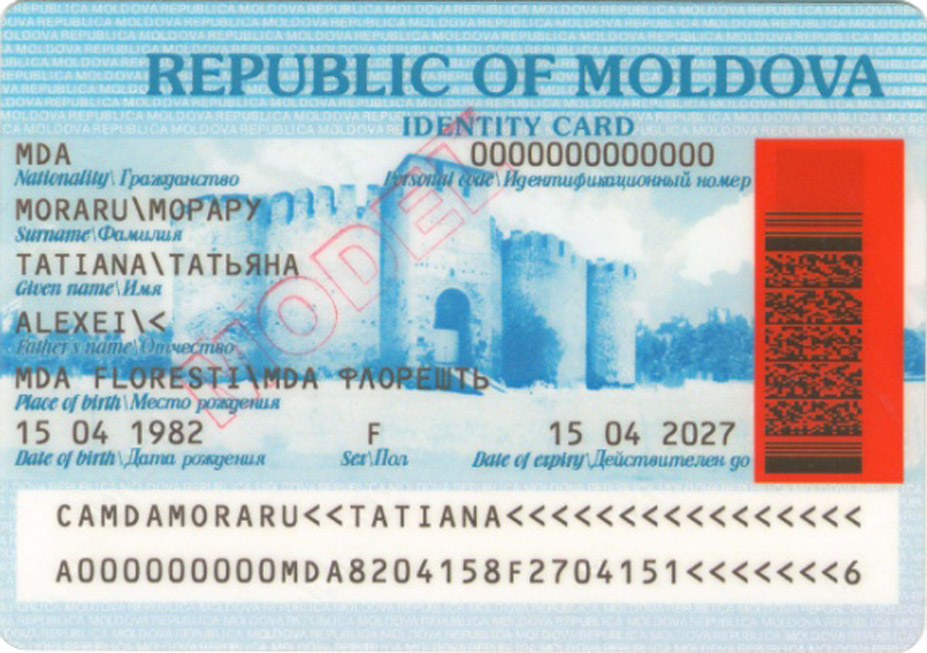 REPUBLIC OF MOLDOVA
IDENTITY CARD
MDA
0000000000000
Nationality\Гражданство
Personal code\Идентификационный номер
MORARU\МОРАРУ
Surname\Фамилия
TATIANA\ТАТЬЯНА
Given name\Имя
ALEXEI\<
Father's name\Отчество
MDA FLORESTI\MDA ФЛОРЕШТЬ
Place of birth\Место рождения
15 04 1982 F 15 04 2027
Date of birth\Дата рождения Sex\Пол Date of expiry\Действителен до
MODEL
CAMDAMORARU<<TATIANA<<<<<<<<<<<<<<<<
A000000000MDA8204158F2704151<<<<<<<6